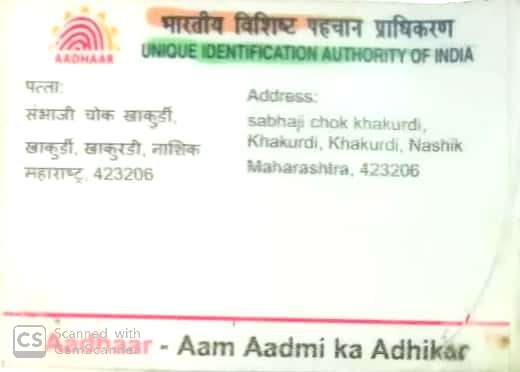 भारतीय विशिष्ट पहचान प्राधिकरण
UNIQUE IDENTIFICATION AUTHORITY OF INDIA
AADHAAR
पत्ता:
संभाजी चोक खाकुर्डी,
खाकुर्डी, खाकुरडी, नाशिक
महाराष्ट्र, 423206
Address:
sabhaji chok khakurdi,
Khakurdi, Khakurdi, Nashik
Maharashtra, 423206
Aadhaar - Aam Aadmi ka Adhikar
CS Scanned with
CamScanner